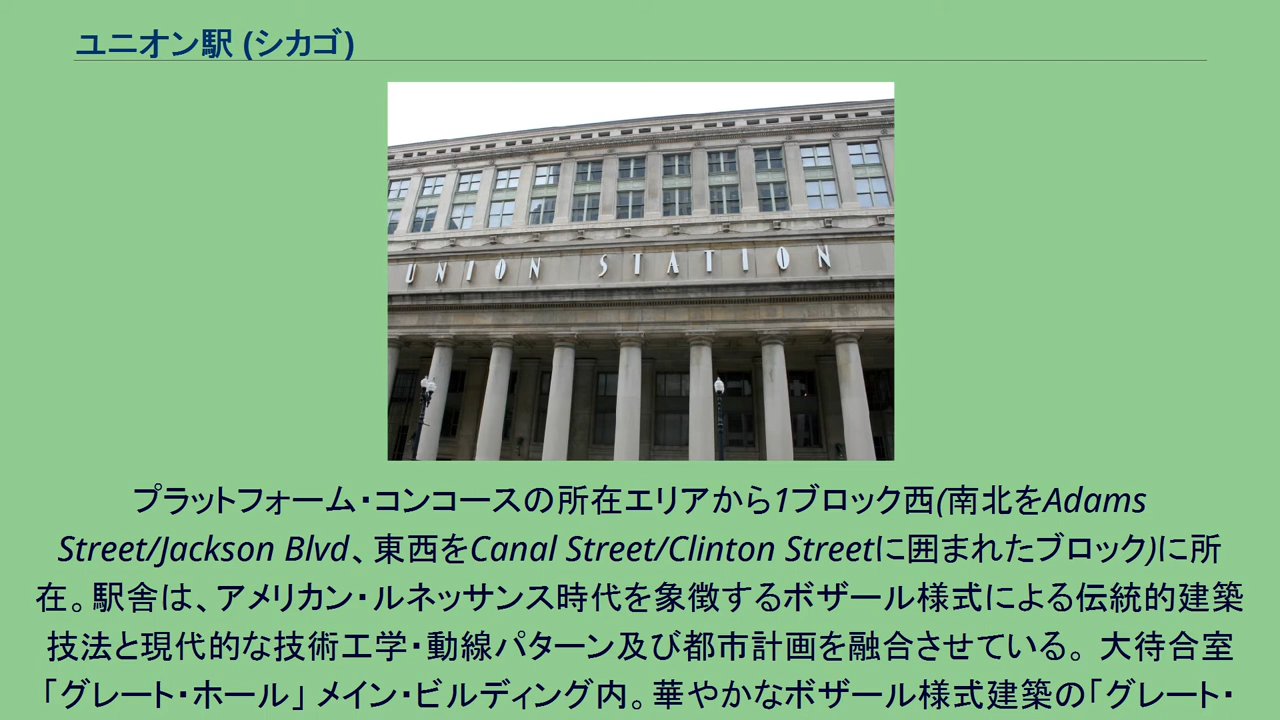 ユニオン駅 (シカゴ)
UNION STATION
プラットフォーム・コンコースの所在エリアから1ブロック西(南北をAdams
Street/Jackson Blvd、東西をCanal Street/Clinton Streetに囲まれたブロック)に所
在。駅舎は、アメリカン・ルネッサンス時代を象徴するボザール様式による伝統的建築
技法と現代的な技術工学・動線パターン及び都市計画を融合させている。 大待合室
「グレート・ホール」 メイン・ビルディング内。華やかなボザール様式建築の「グレート・